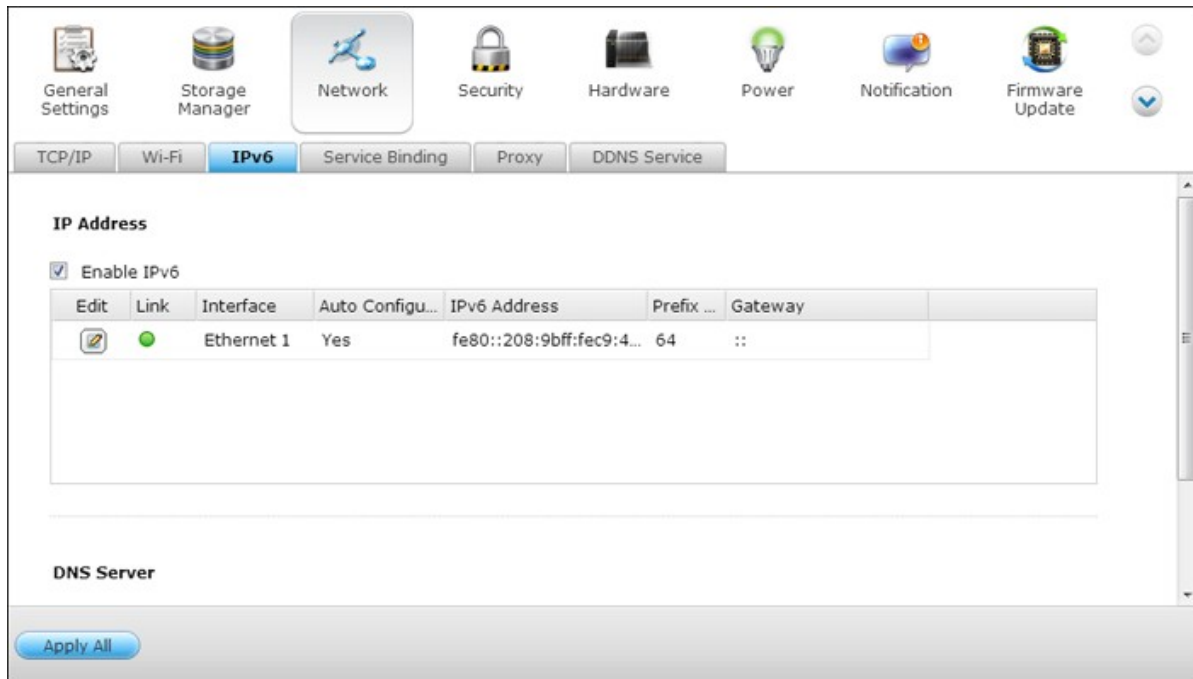 General Settings
Storage Manager
Network
Security
Hardware
Power
Notification
Firmware Update
TCP/IP
Wi-Fi
IPv6
Service Binding
Proxy
DDNS Service
IP Address
Enable IPv6
Edit Link Interface Auto Configu... IPv6 Address Prefix ... Gateway
Ethernet 1 Yes fe80::208:9bff:fec9:4... 64 ::
DNS Server
Apply All